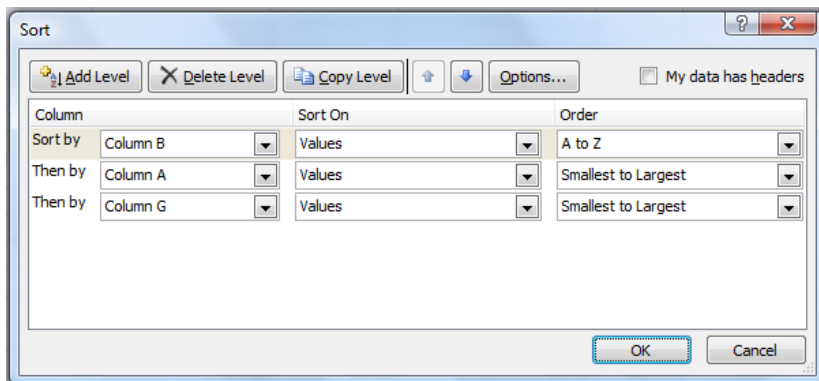 Sort
Add Level Delete Level Copy Level Options... My data has headers
Column Sort On Order
Sort by Column B Values A to Z
Then by Column A Values Smallest to Largest
Then by Column G Values Smallest to Largest
OK Cancel